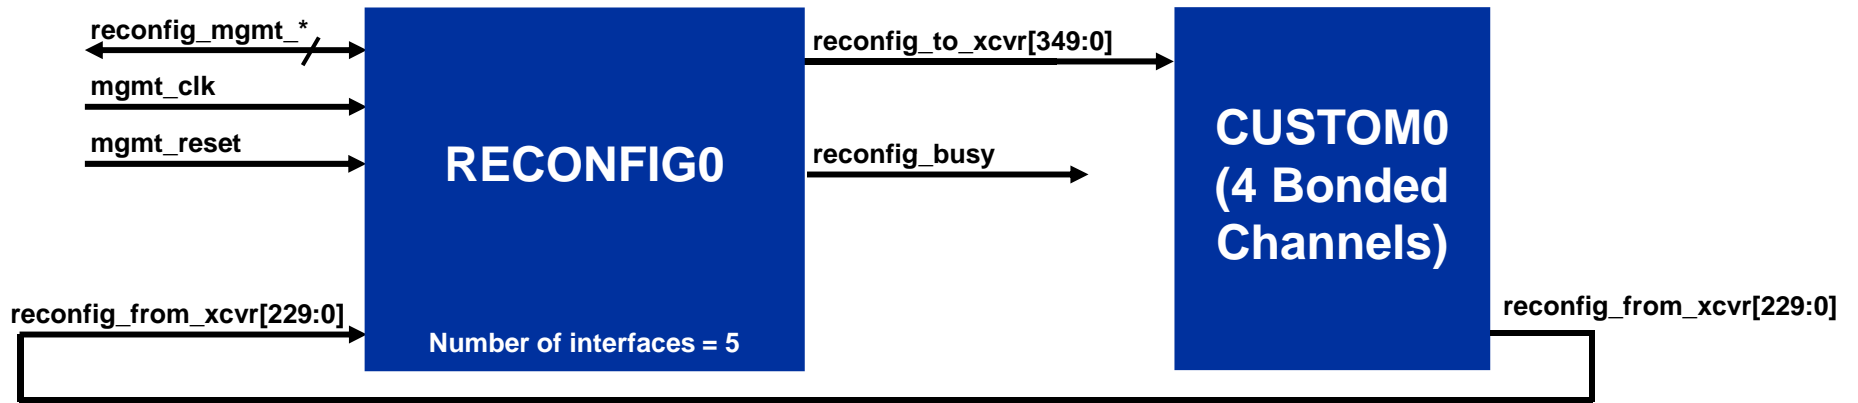 reconfig_mgmt_*
mgmt_clk
mgmt_reset
reconfig_from_xcvr[229:0]
RECONFIG0
Number of interfaces = 5
reconfig_to_xcvr[349:0]
reconfig_busy
CUSTOM0
(4 Bonded
Channels)
reconfig_from_xcvr[229:0]